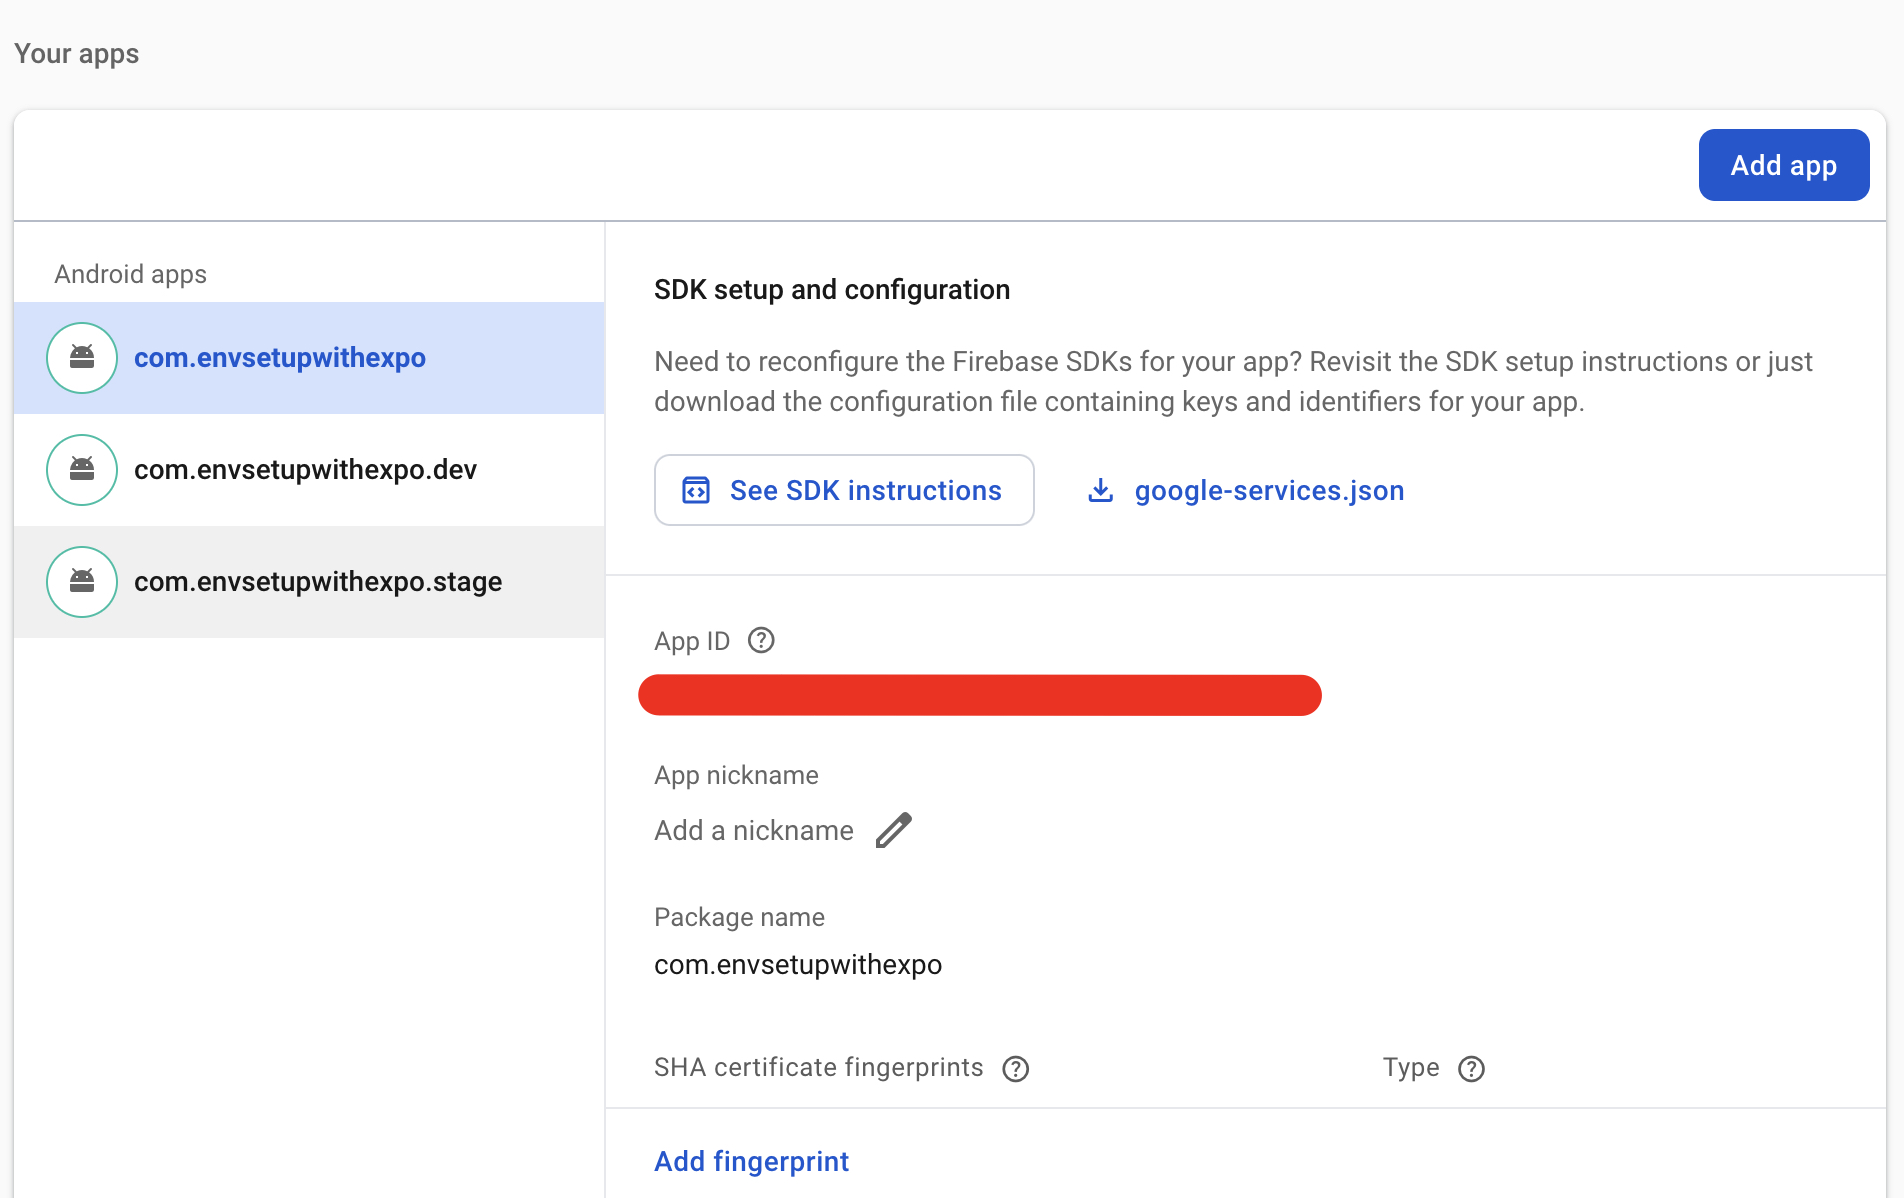 Your apps
Add app
Android apps
com.envsetupwithexpo
com.envsetupwithexpo.dev
com.envsetupwithexpo.stage
SDK setup and configuration
Need to reconfigure the Firebase SDKs for your app? Revisit the SDK setup instructions or just
download the configuration file containing keys and identifiers for your app.
See SDK instructions
google-services.json
App ID
App nickname
Add a nickname
Package name
com.envsetupwithexpo
SHA certificate fingerprints
Type
Add fingerprint